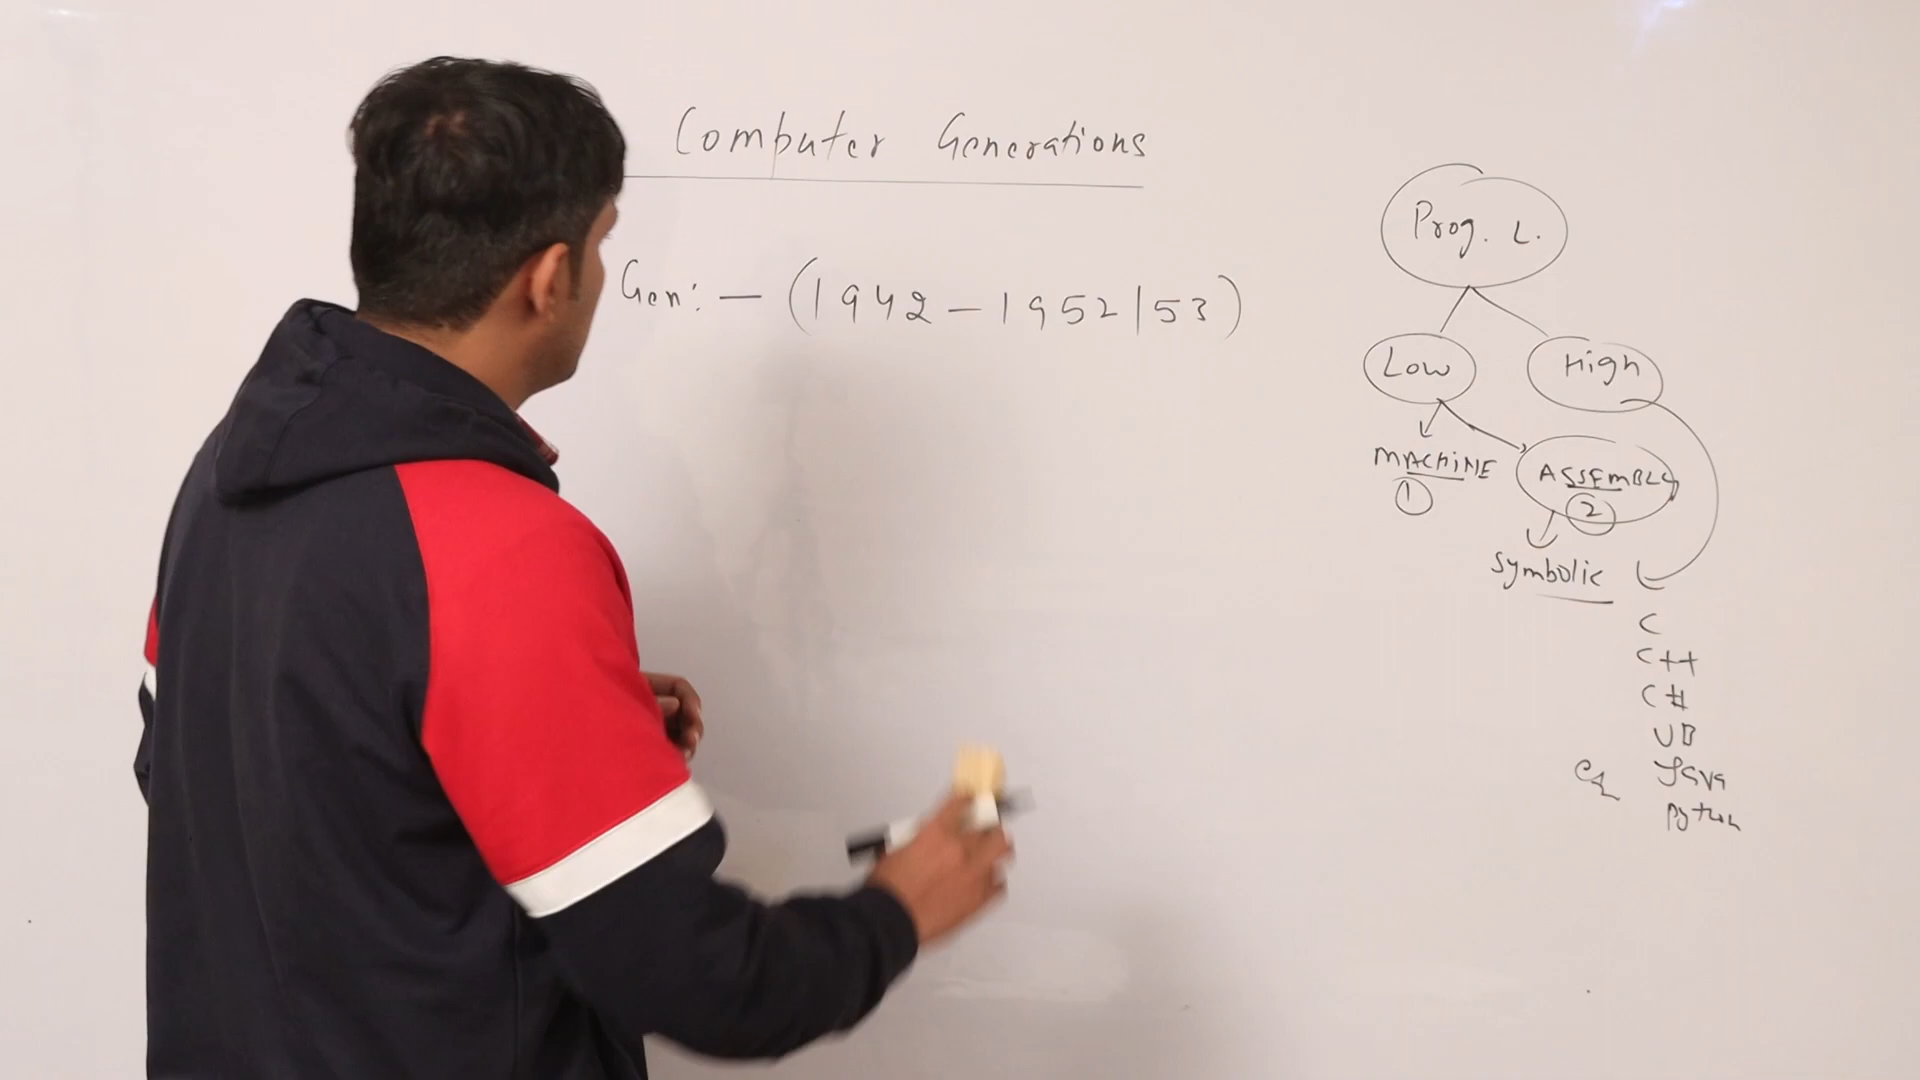 Computer Generations
Gen:- (1942-1952/53)
Prog. L.
Low
High
MACHINE
1
ASSEMBLY
2
Symbolic
C
C++
C#
VB
Java
Python